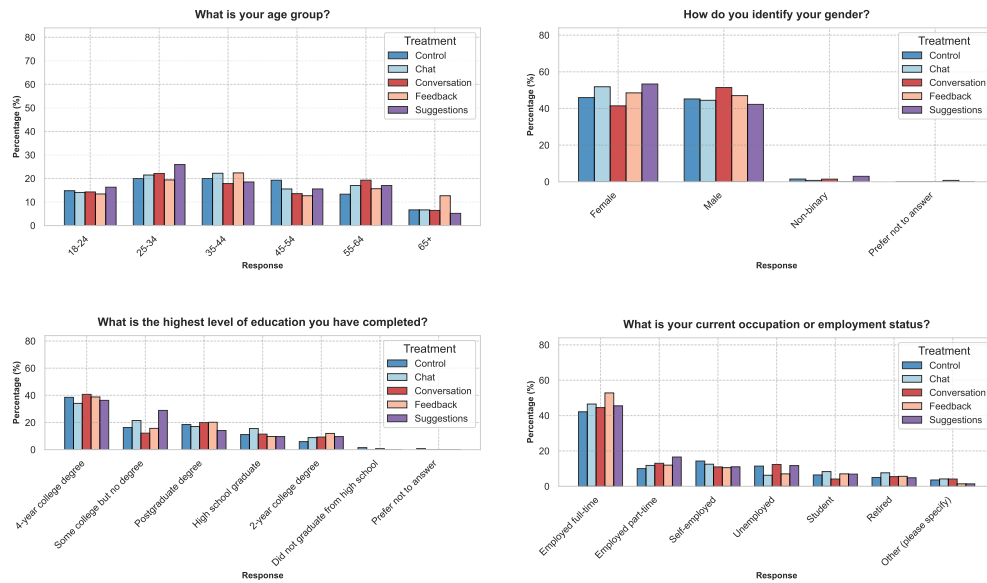 What is your age group?
80
70
60
50
40
30
20
10
0
Percentage (%)
Treatment
Control
Chat
Conversation
Feedback
Suggestions
18-24
25-34
35-44
45-54
55-64
65+
Response
How do you identify your gender?
80
60
40
20
0
Percentage (%)
Treatment
Control
Chat
Conversation
Feedback
Suggestions
Female
Male
Non-binary
Prefer not to answer
Response
What is the highest level of education you have completed?
80
60
40
20
0
Percentage (%)
Treatment
Control
Chat
Conversation
Feedback
Suggestions
4-year college degree
Some college but no degree
Postgraduate degree
High school graduate
2-year college degree
Did not graduate from high school
Prefer not to answer
Response
What is your current occupation or employment status?
80
60
40
20
0
Percentage (%)
Treatment
Control
Chat
Conversation
Feedback
Suggestions
Employed full-time
Employed part-time
Self-employed
Unemployed
Student
Retired
Other (please specify)
Response